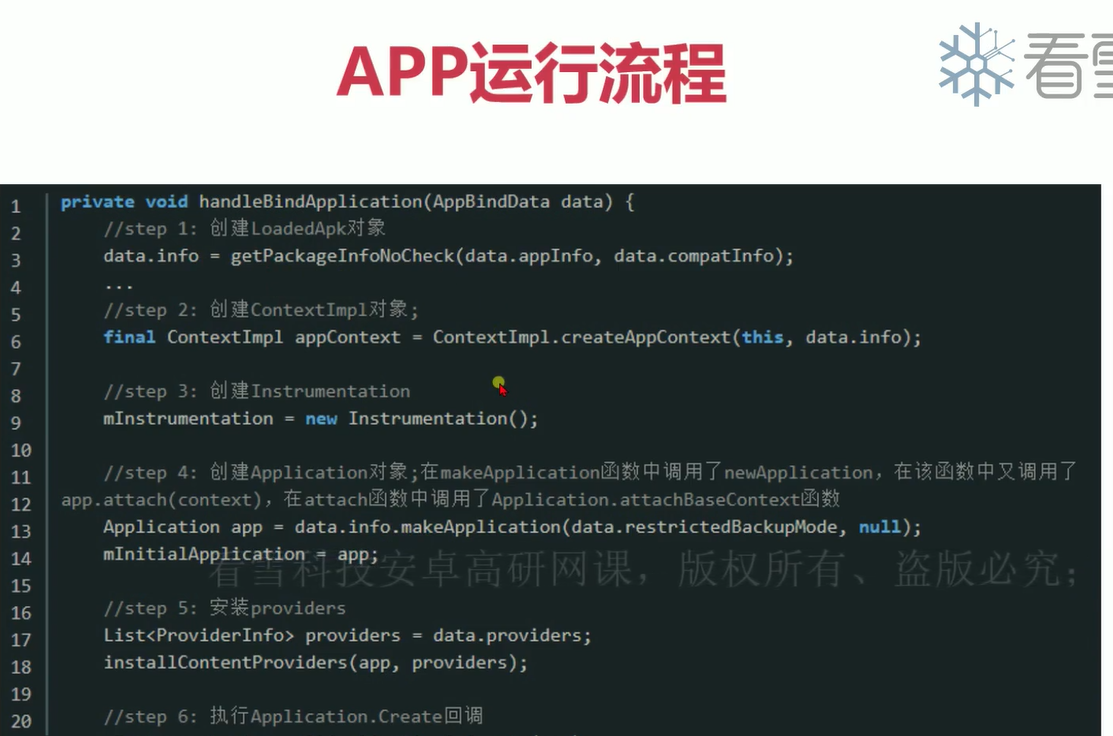 APP运行流程
看雪
1 private void handleBindApplication(AppBindData data) {
2 //step 1: 创建LoadedApk对象
3 data.info = getPackageInfoNoCheck(data.appInfo, data.compatInfo);
4 ...
5 //step 2: 创建ContextImpl对象;
6 final ContextImpl appContext = ContextImpl.createAppContext(this, data.info);
7
8 //step 3: 创建Instrumentation
9 mInstrumentation = new Instrumentation();
10
11 //step 4: 创建Application对象;在makeApplication函数中调用了newApplication，在该函数中又调用了
12 app.attach(context)，在attach函数中调用了Application.attachBaseContext函数
13 Application app = data.info.makeApplication(data.restrictedBackupMode, null);
14 mInitialApplication = app;
看雪科技安卓高研网课，版权所有、盗版必究；
15
16 //step 5: 安装providers
17 List<ProviderInfo> providers = data.providers;
18 installContentProviders(app, providers);
19
20 //step 6: 执行Application.Create回调